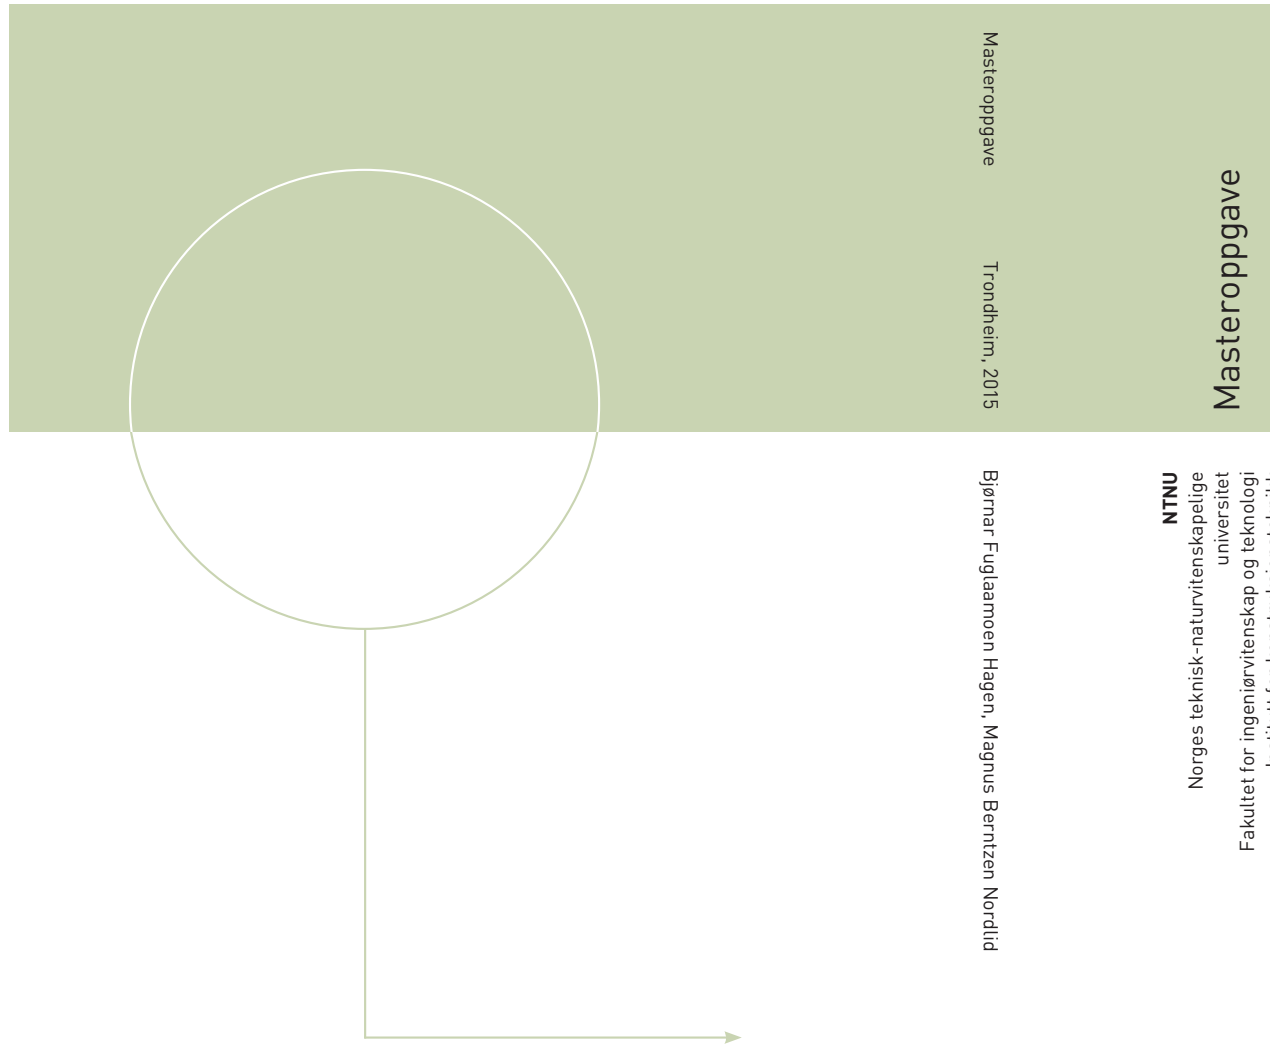 Masteroppgave
Trondheim, 2015
Bjørnar Fuglaamoen Hagen, Magnus Berntzen Nordlid
Masteroppgave
NTNU
Norges teknisk-naturvitenskapelige
universitet
Fakultet for ingeniørvitenskap og teknologi